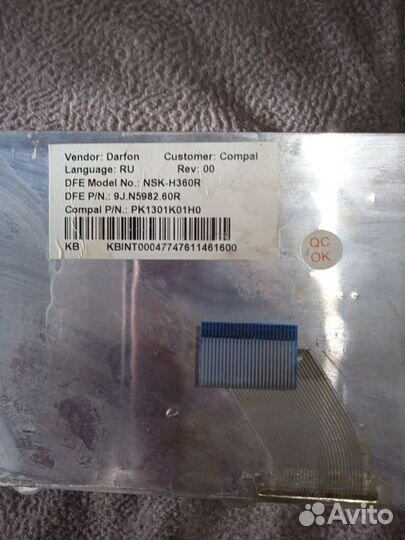 Vendor: Darfon Customer: Compal
Language: RU Rev: 00
DFE Model No.: NSK-H360R
DFE P/N.: 9J.N5982.60R
Compal P/N.: PK1301K01H0
KB KBINT00047747611461600
QC
OK
Avito